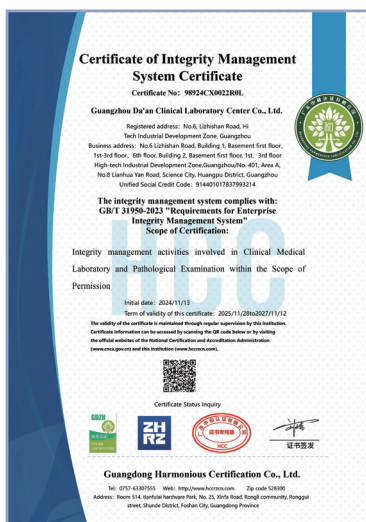 Certificate of Integrity Management
System Certificate
Certificate No: 98924CX0022R0L
Guangzhou Da'an Clinical Laboratory Center Co., Ltd.
Registered address: No.6, Lizhishan Road, Hi
Tech Industrial Development Zone, Guangzhou
Business address: No.6 Lizhishan Road, Building 1, Basement first floor,
1st-3rd floor, 6th floor, Building 2, Basement first floor, 1st, 3rd floor
High-tech Industrial Development Zone,Guangzhou/No. 401, Area A,
No.8 Lianhua Yan Road, Science City, Huangpu District, Guangzhou
Unified Social Credit Code: 914401017837993214
The integrity management system complies with:
GB/T 31950-2023 "Requirements for Enterprise
Integrity Management System"
Scope of Certification:
Integrity management activities involved in Clinical Medical
Laboratory and Pathological Examination within the Scope of
Permission
HCC
Initial date: 2024/11/13
Term of validity of this certificate: 2025/11/28to2027/11/12
The validity of the certificate is maintained through regular supervision by this institution.
Certificate information can be accessed by scanning the QR code below or by visiting
the official websites of the National Certification and Accreditation Administration
(www.cnca.gov.cn) and this institution (www.hccrzcn.com).
Certificate Status Inquiry
GDZH
ZH
RZ
证书专用章
HCC
证书签发
Guangdong Harmonious Certification Co., Ltd.
Tel: 0757-63307555 Web: http://www.hccrzcn.com Zip code 528300
Address: Room 514, tianfulai hardware Park, No. 25, Xinfa Road, Rongli community, Ronggui
street, Shunde District, Foshan City, Guangdong Province